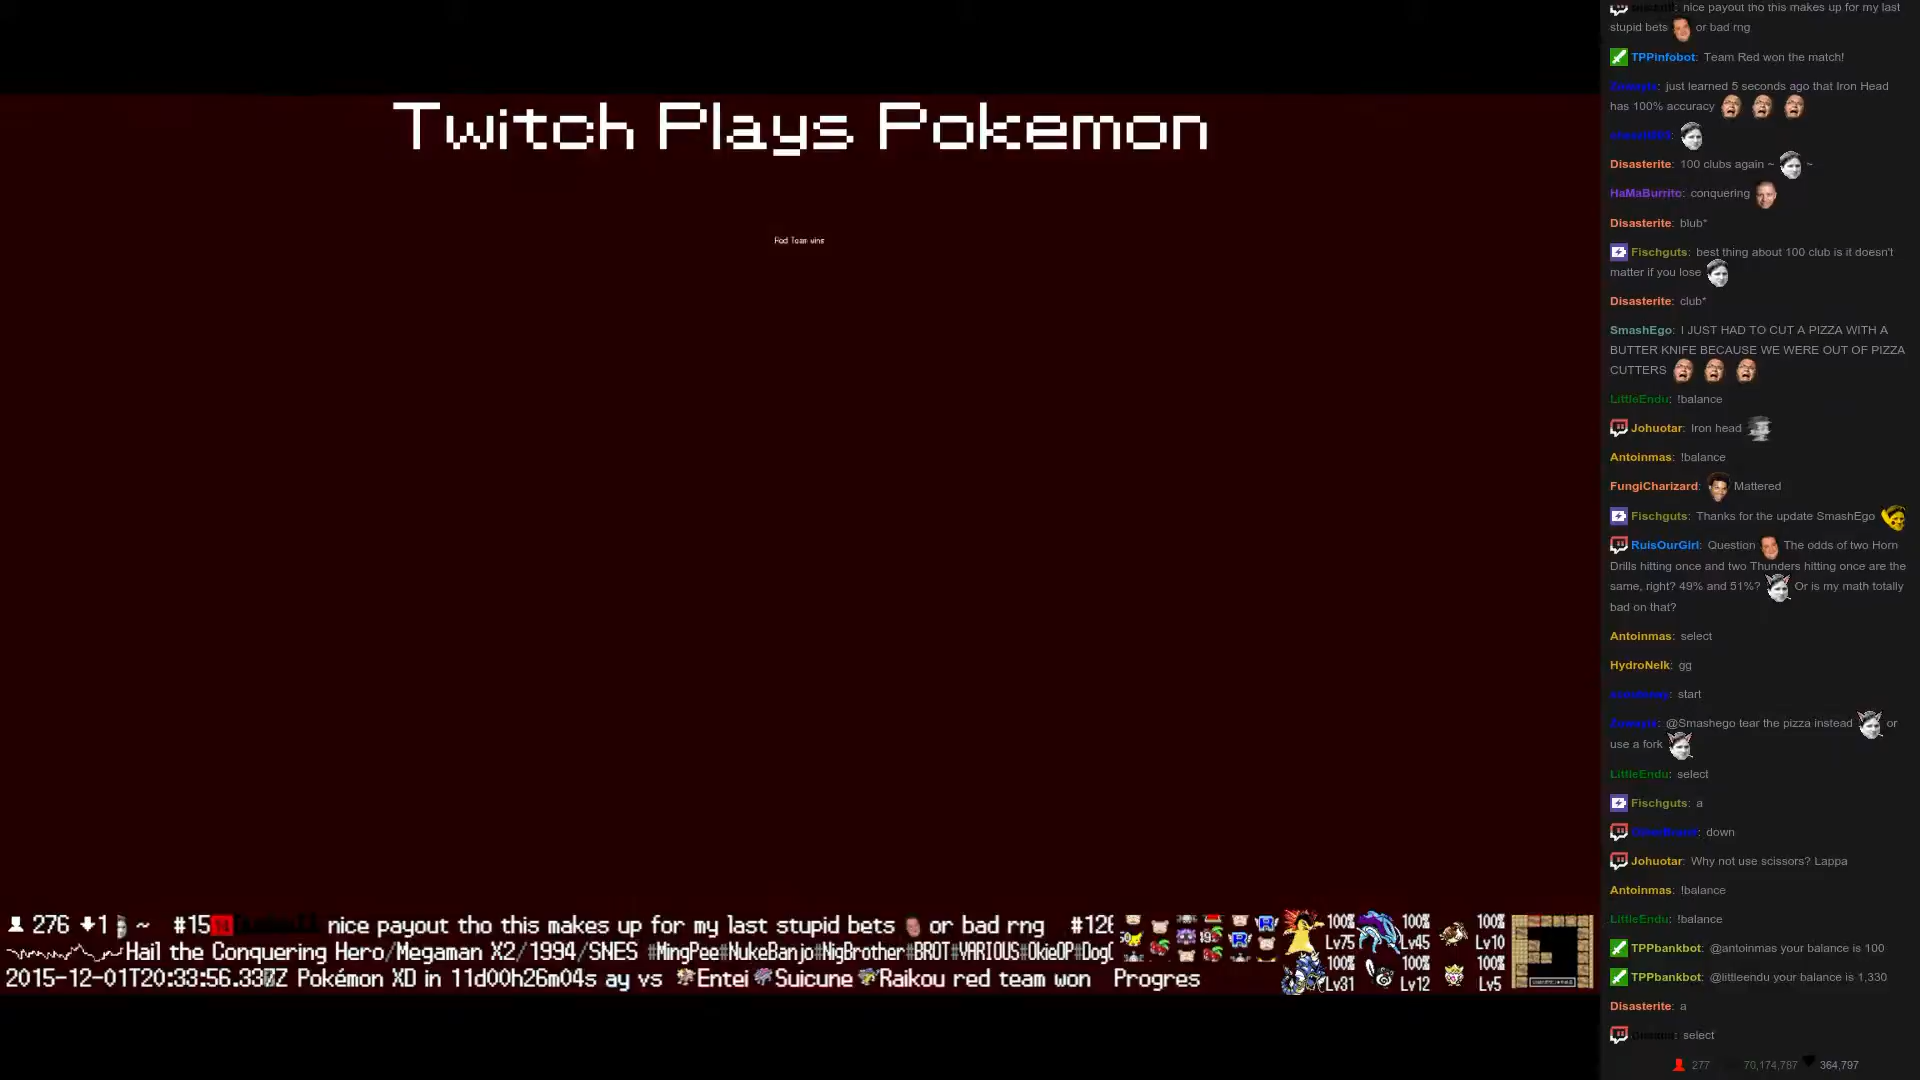 Twitch Plays Pokemon
Red Team wins
276 1 ~ #15 nice payout tho this makes up for my last stupid bets or bad rng #126
Hail the Conquering Hero/Megaman X2/1994/SNES #MingPee#NukeBanjo#NigBrother#BROT#VARIOUS#OkieOP#Dog
2015-12-01T20:33:56.33 Z Pokémon XD in 11d00h26m04s ay vs Entei Suicune Raikou red team won Progres
100% 100% 100%
Lv75 Lv45 Lv10
100% 100% 100%
Lv31 Lv12 Lv5
: nice payout tho this makes up for my last
stupid bets or bad rng
TPPinfobot: Team Red won the match!
: just learned 5 seconds ago that Iron Head
has 100% accuracy
Disasterite: 100 clubs again ~ ~
HaMaBurrito: conquering
Disasterite: blub*
Fischguts: best thing about 100 club is it doesn't
matter if you lose
Disasterite: club*
SmashEgo: I JUST HAD TO CUT A PIZZA WITH A
BUTTER KNIFE BECAUSE WE WERE OUT OF PIZZA
CUTTERS
LittleEndu: !balance
Johuotar: Iron head
Antoinmas: !balance
FungiCharizard: Mattered
Fischguts: Thanks for the update SmashEgo
RuisOurGirl: Question The odds of two Horn
Drills hitting once and two Thunders hitting once are the
same, right? 49% and 51%? Or is my math totally
bad on that?
Antoinmas: select
HydroNelk: gg
: start
: @Smashego tear the pizza instead or
use a fork
LittleEndu: select
Fischguts: a
: down
Johuotar: Why not use scissors? Lappa
Antoinmas: !balance
LittleEndu: !balance
TPPbankbot: @antoinmas your balance is 100
TPPbankbot: @littleendu your balance is 1,330
Disasterite: a
: select
277 70,174,787 364,797